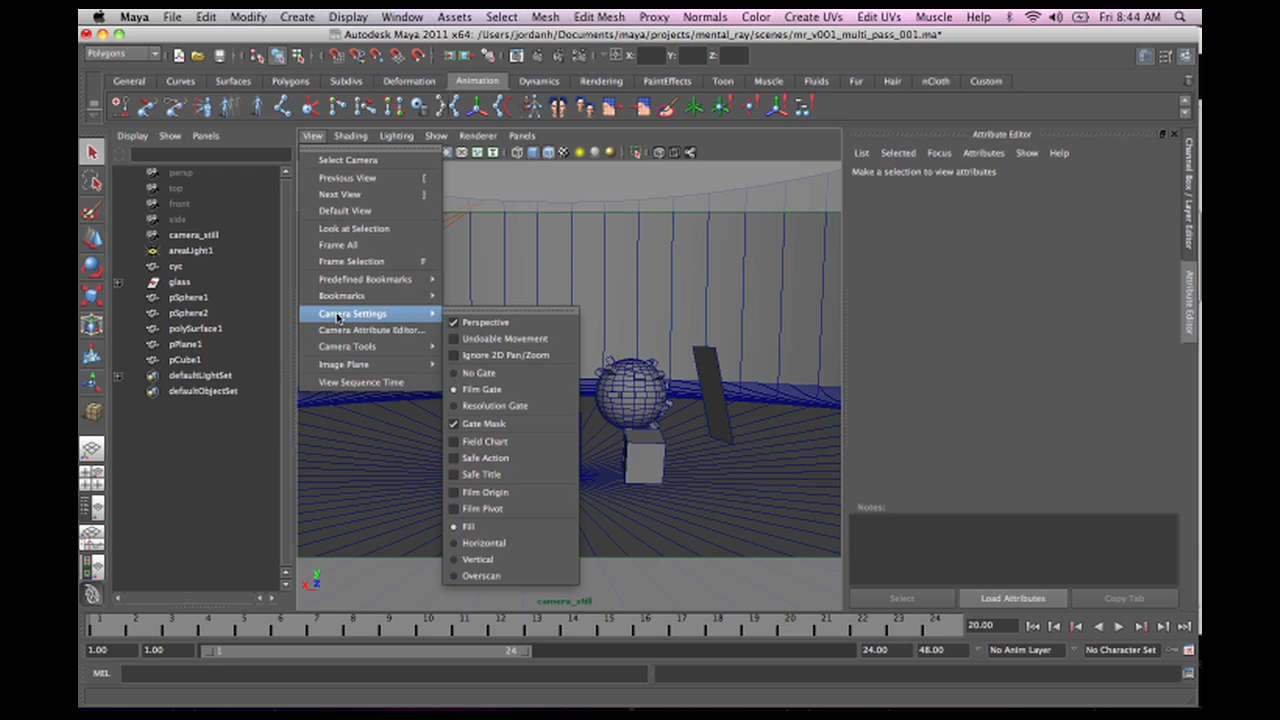 Maya File Edit Modify Create Display Window Assets Select Mesh Edit Mesh Proxy Normals Color Create UVs Edit UVs Muscle Help Fri 8:44 AM
Autodesk Maya 2011 x64: /Users/jordanh/Documents/maya/projects/mental_ray/scenes/mr_v001_multi_pass_001.ma*
Polygons X: Y: Z:
General Curves Surfaces Polygons Subdivs Deformation Animation Dynamics Rendering PaintEffects Toon Muscle Fluids Fur Hair nCloth Custom
Display Show Panels
View Shading Lighting Show Renderer Panels
Attribute Editor
List Selected Focus Attributes Show Help
Make a selection to view attributes
Channel Box / Layer Editor
Attribute Editor
persp
top
front
side
camera_still
areaLight1
cyc
glass
pSphere1
pSphere2
polySurface1
pPlane1
pCube1
defaultLightSet
defaultObjectSet
Select Camera
Previous View [
Next View ]
Default View
Look at Selection
Frame All
Frame Selection F
Predefined Bookmarks
Bookmarks
Camera Settings
Camera Attribute Editor...
Camera Tools
Image Plane
View Sequence Time
Perspective
Undoable Movement
Ignore 2D Pan/Zoom
No Gate
Film Gate
Resolution Gate
Gate Mask
Field Chart
Safe Action
Safe Title
Film Origin
Film Pivot
Fill
Horizontal
Vertical
Overscan
camera_still
Notes:
Select Load Attributes Copy Tab
1 2 3 4 5 6 7 8 9 10 11 12 13 14 15 16 17 18 19 20 21 22 23 24 20.00
1.00 1.00 1 24 24.00 48.00 No Anim Layer No Character Set
MEL